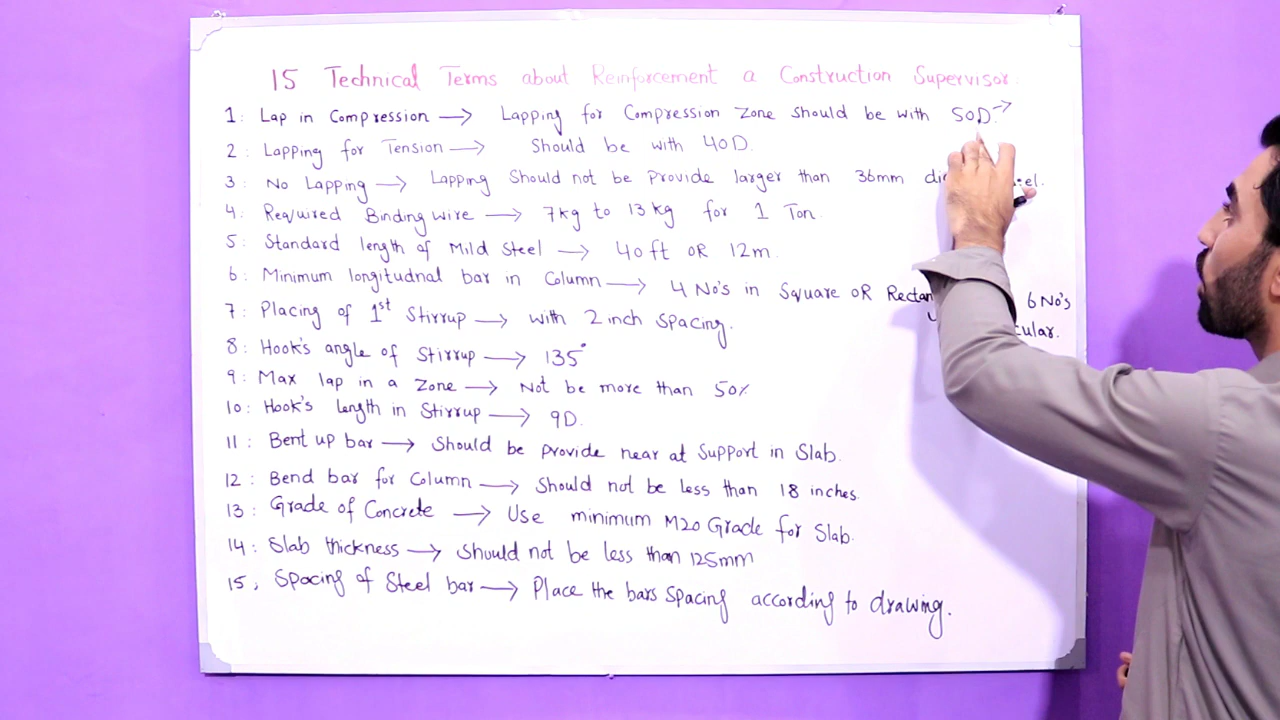 15 Technical Terms about Reinforcement a Construction Supervisor.
1: Lap in Compression → Lapping for Compression Zone should be with 50D. →
2: Lapping for Tension → Should be with 40D.
3: No Lapping → Lapping Should not be provide larger than 36mm
4: Required Binding wire → 7kg to 13kg for 1 Ton.
5: Standard length of Mild Steel → 40ft OR 12m.
6: Minimum longitudnal bar in Column → 4 No's in Square OR 6 No's
7: Placing of 1st Stirrup → with 2 inch spacing.
8: Hook's angle of Stirrup → 135°
9: Max lap in a Zone → Not be more than 50%
10: Hook's length in Stirrup → 9D.
11: Bent up bar → Should be provide near at Support in Slab.
12: Bend bar for Column → Should not be less than 18 inches.
13: Grade of Concrete → Use minimum M20 Grade for Slab.
14: Slab thickness → Should not be less than 125mm
15, Spacing of Steel bar → Place the bars spacing according to drawing.